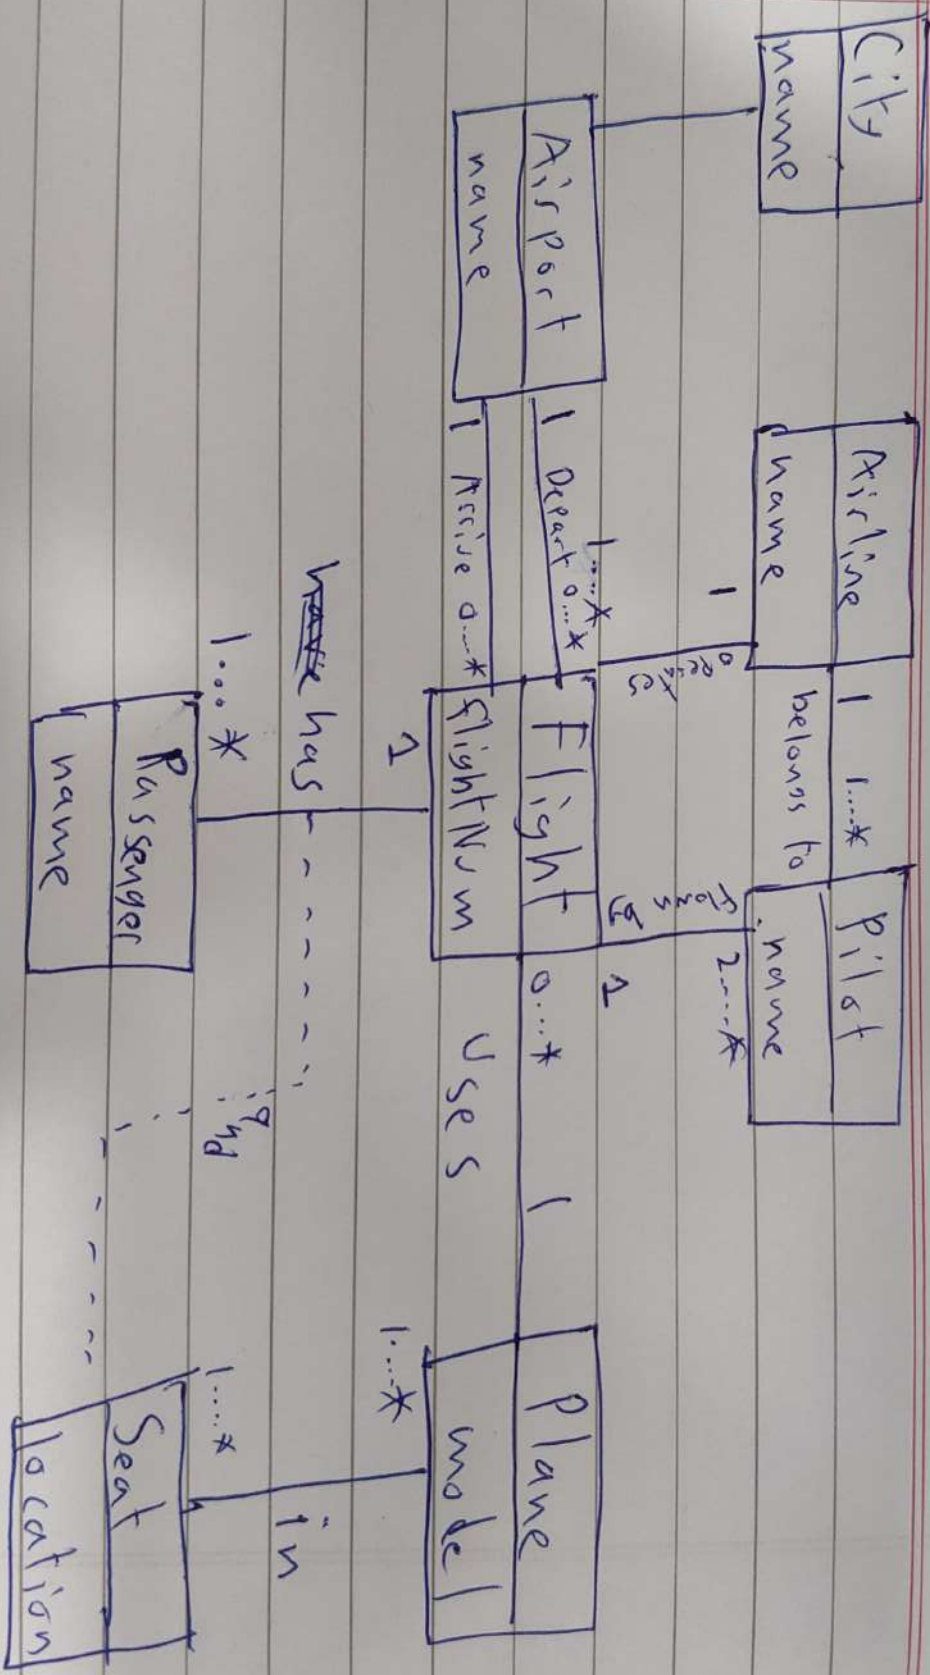 City
name
Airline
name
1 1....*
belongs to
Pilot
name
1
operates
1...*
flown
by
2....*
1
Airport
name
1 Depart 0...*
1 Arrive 0...*
Flight
flightNum
0....* 1
uses
Plane
model
1
has
1...*
Passenger
name
1....*
in
1....*
Seat
location